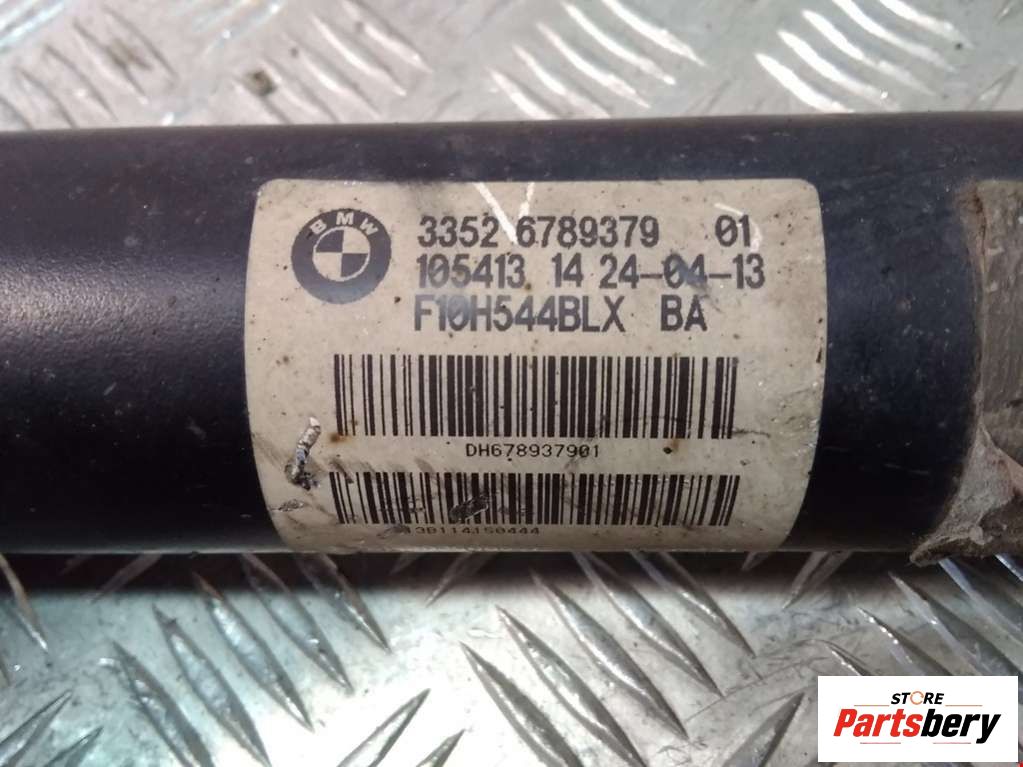 BMW
3352 6789379 01
105413 14 24-04-13
F10H544BLX BA
DH678937901
STORE
Partsbery